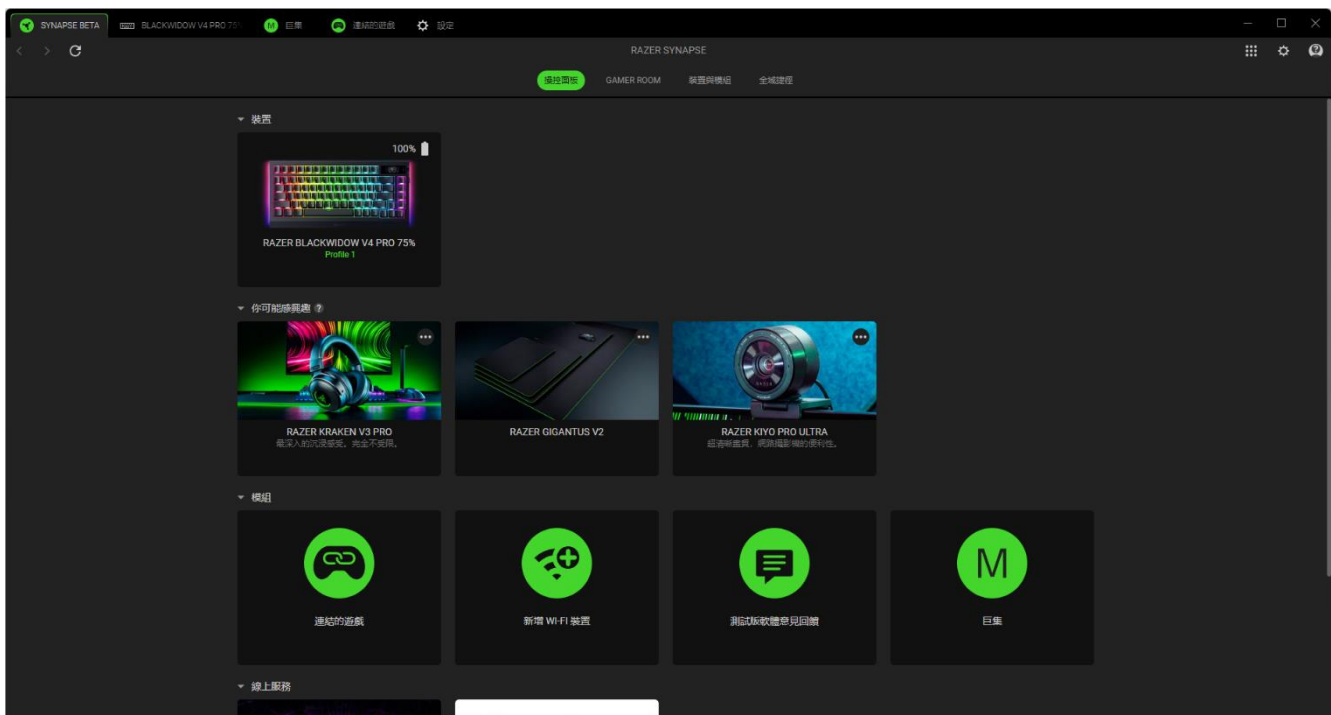 SYNAPSE BETA
BLACKWIDOW V4 PRO 75%
M
巨集
連結的遊戲
設定
RAZER SYNAPSE
操控面板
GAMER ROOM
裝置與模組
全域捷徑
裝置
100%
RAZER BLACKWIDOW V4 PRO 75%
Profile 1
你可能感興趣 ?
RAZER KRAKEN V3 PRO
最深入的沉浸感受。完全不受限。
RAZER GIGANTUS V2
RAZER KIYO PRO ULTRA
超清晰畫質，網路攝影機的便利性。
模組
連結的遊戲
新增 WI-FI 裝置
測試版軟體意見回饋
M
巨集
線上服務